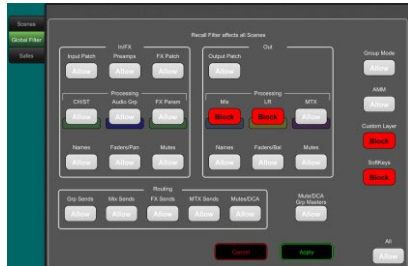 Scenes
Global Filter
Safes
Recall Filter affects all Scenes
In/FX
Out
Input Patch Preamps FX Patch
Allow Allow Allow
Output Patch
Allow
Group Mode
Allow
Processing
CH/ST Audio Grp FX Param
Allow Allow Allow
Processing
Mix LR MTX
Block Block Allow
AMM
Allow
Custom Layer
Block
Names Faders/Pan Mutes
Allow Allow Allow
Names Faders/Bal Mutes
Allow Allow Allow
SoftKeys
Block
Routing
Grp Sends Mix Sends FX Sends MTX Sends Mutes/DCA
Allow Allow Allow Allow Allow
Mute/DCA
Grp Masters
Allow
Cancel Apply
All
Allow